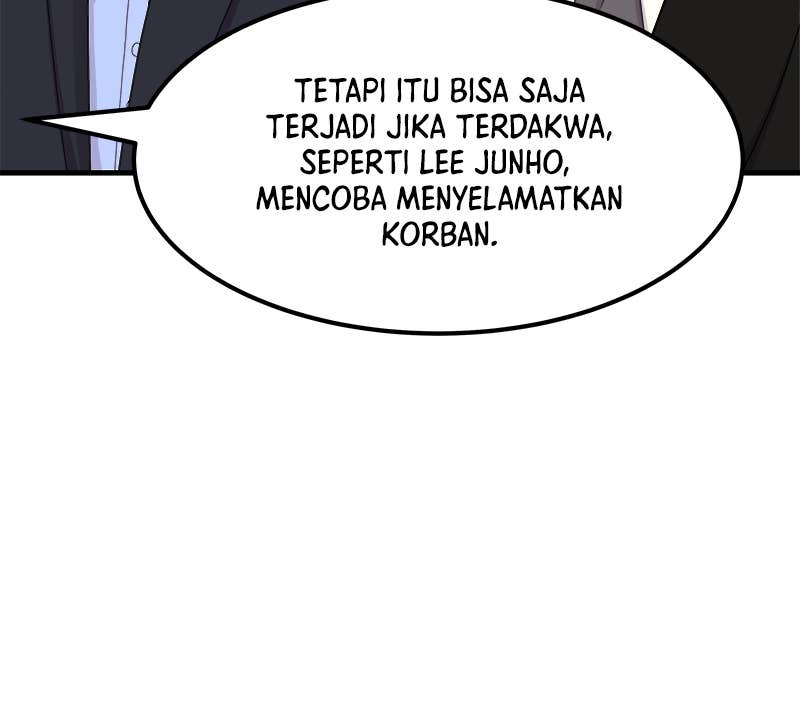 TETAPI ITU BISA SAJA
TERJADI JIKA TERDAKWA,
SEPERTI LEE JUNHO,
MENCOBA MENYELAMATKAN
KORBAN.